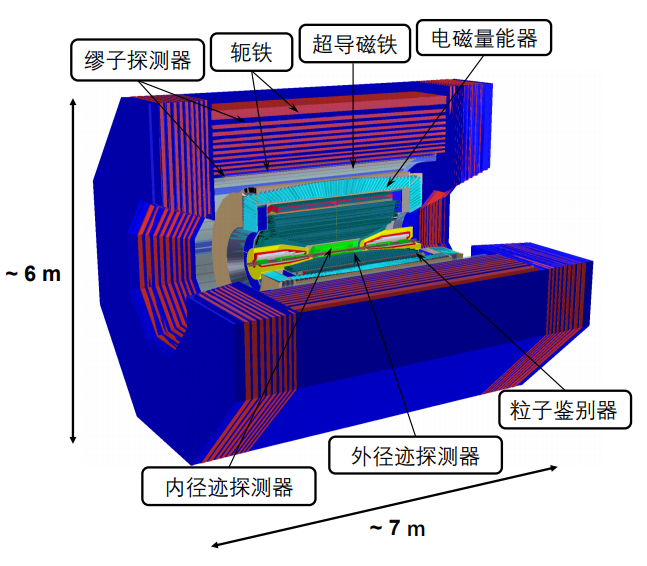 缪子探测器
轭铁
超导磁铁
电磁量能器
~ 6 m
粒子鉴别器
外径迹探测器
内径迹探测器
~ 7 m